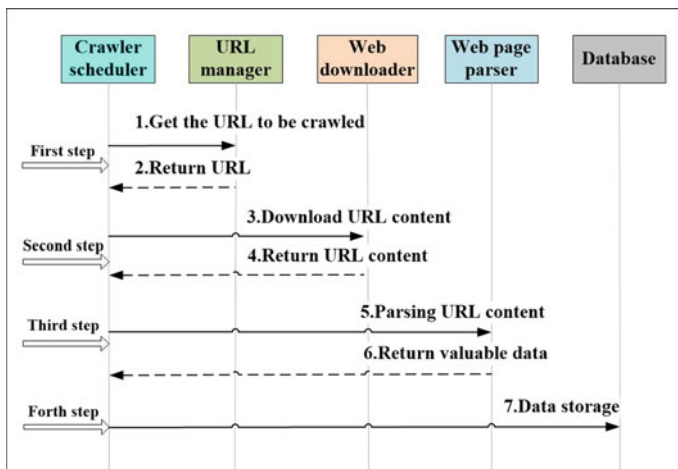 Crawler
scheduler
URL
manager
Web
downloader
Web page
parser
Database
1.Get the URL to be crawled
First step
2.Return URL
3.Download URL content
Second step
4.Return URL content
5.Parsing URL content
Third step
6.Return valuable data
Forth step
7.Data storage